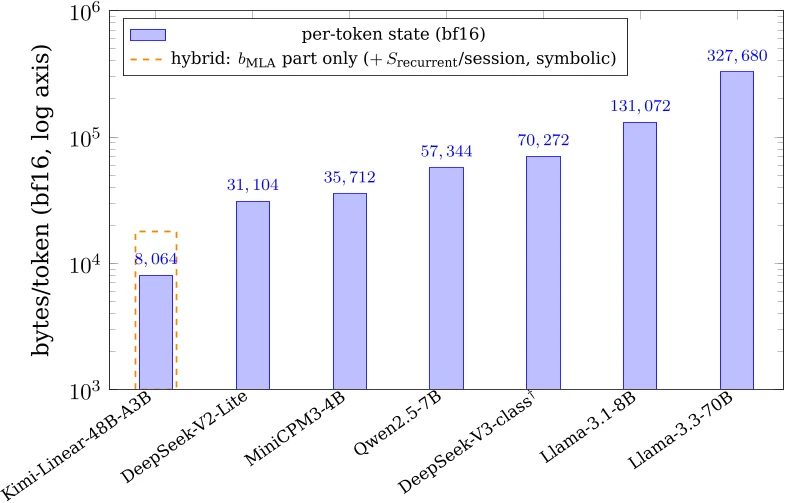 per-token state (bf16)
hybrid: b_MLA part only (+ S_recurrent/session, symbolic)
bytes/token (bf16, log axis)
10^6
10^5
10^4
10^3
8,064
31,104
35,712
57,344
70,272
131,072
327,680
Kimi-Linear-48B-A3B
DeepSeek-V2-Lite
MiniCPM3-4B
Qwen2.5-7B
DeepSeek-V3-class†
Llama-3.1-8B
Llama-3.3-70B